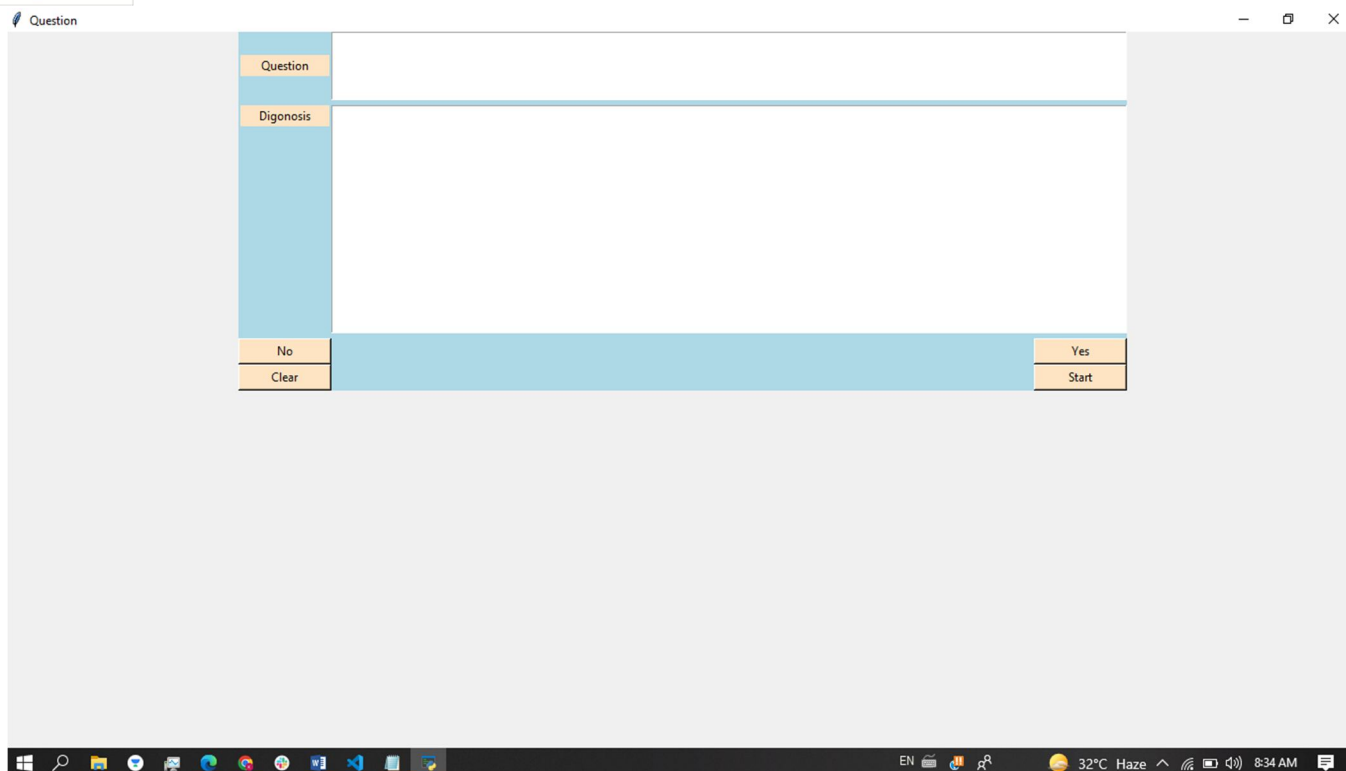 Question
Question
Digonosis
No
Yes
Clear
Start
EN
32°C Haze
8:34 AM